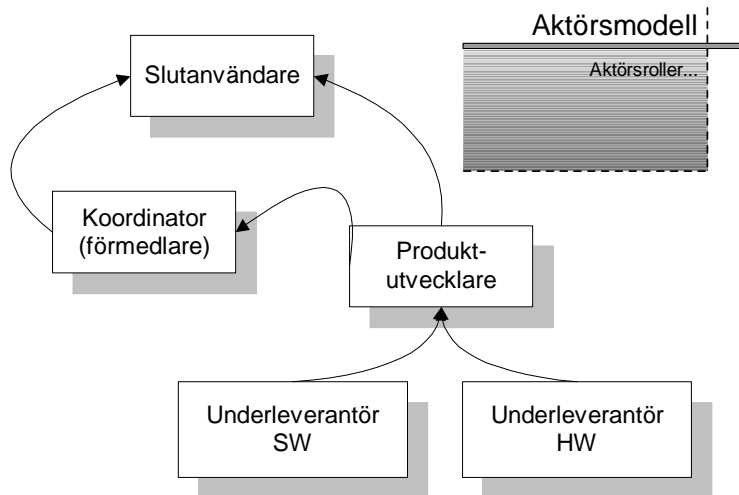 Aktörsmodell
Aktörsroller...
Slutanvändare
Koordinator
(förmedlare)
Produkt-
utvecklare
Underleverantör
SW
Underleverantör
HW